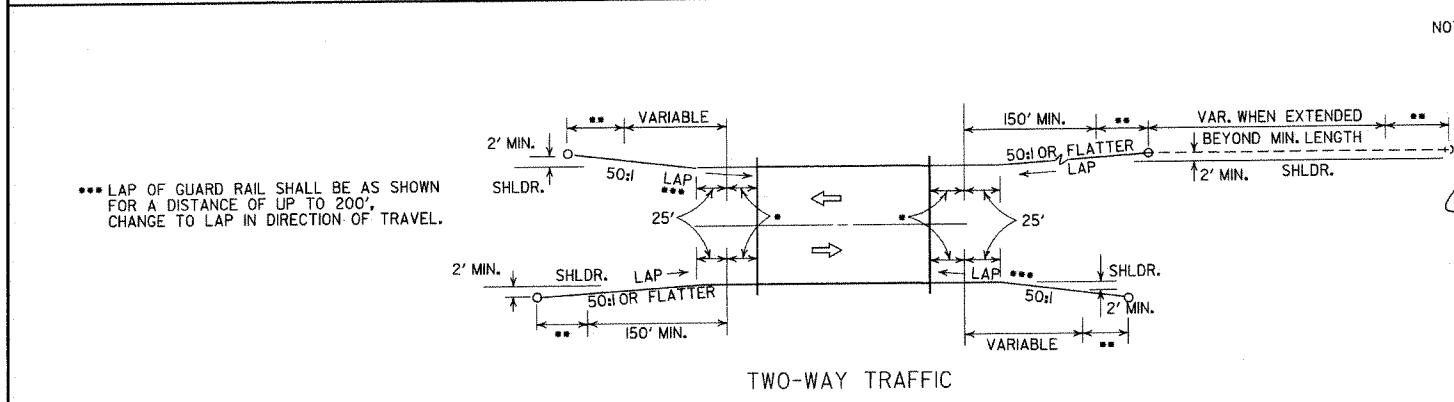 NO
** VARIABLE
150' MIN. ** VAR. WHEN EXTENDED **
2' MIN.
50:1 OR FLATTER BEYOND MIN. LENGTH
50:1 LAP
LAP
SHLDR. *** 2' MIN. SHLDR.
*** LAP OF GUARD RAIL SHALL BE AS SHOWN
FOR A DISTANCE OF UP TO 200',
CHANGE TO LAP IN DIRECTION OF TRAVEL.
25' * * 25'
2' MIN. SHLDR. LAP LAP *** SHLDR.
50:1 OR FLATTER 50:1
2' MIN.
** 150' MIN.
VARIABLE **
TWO-WAY TRAFFIC